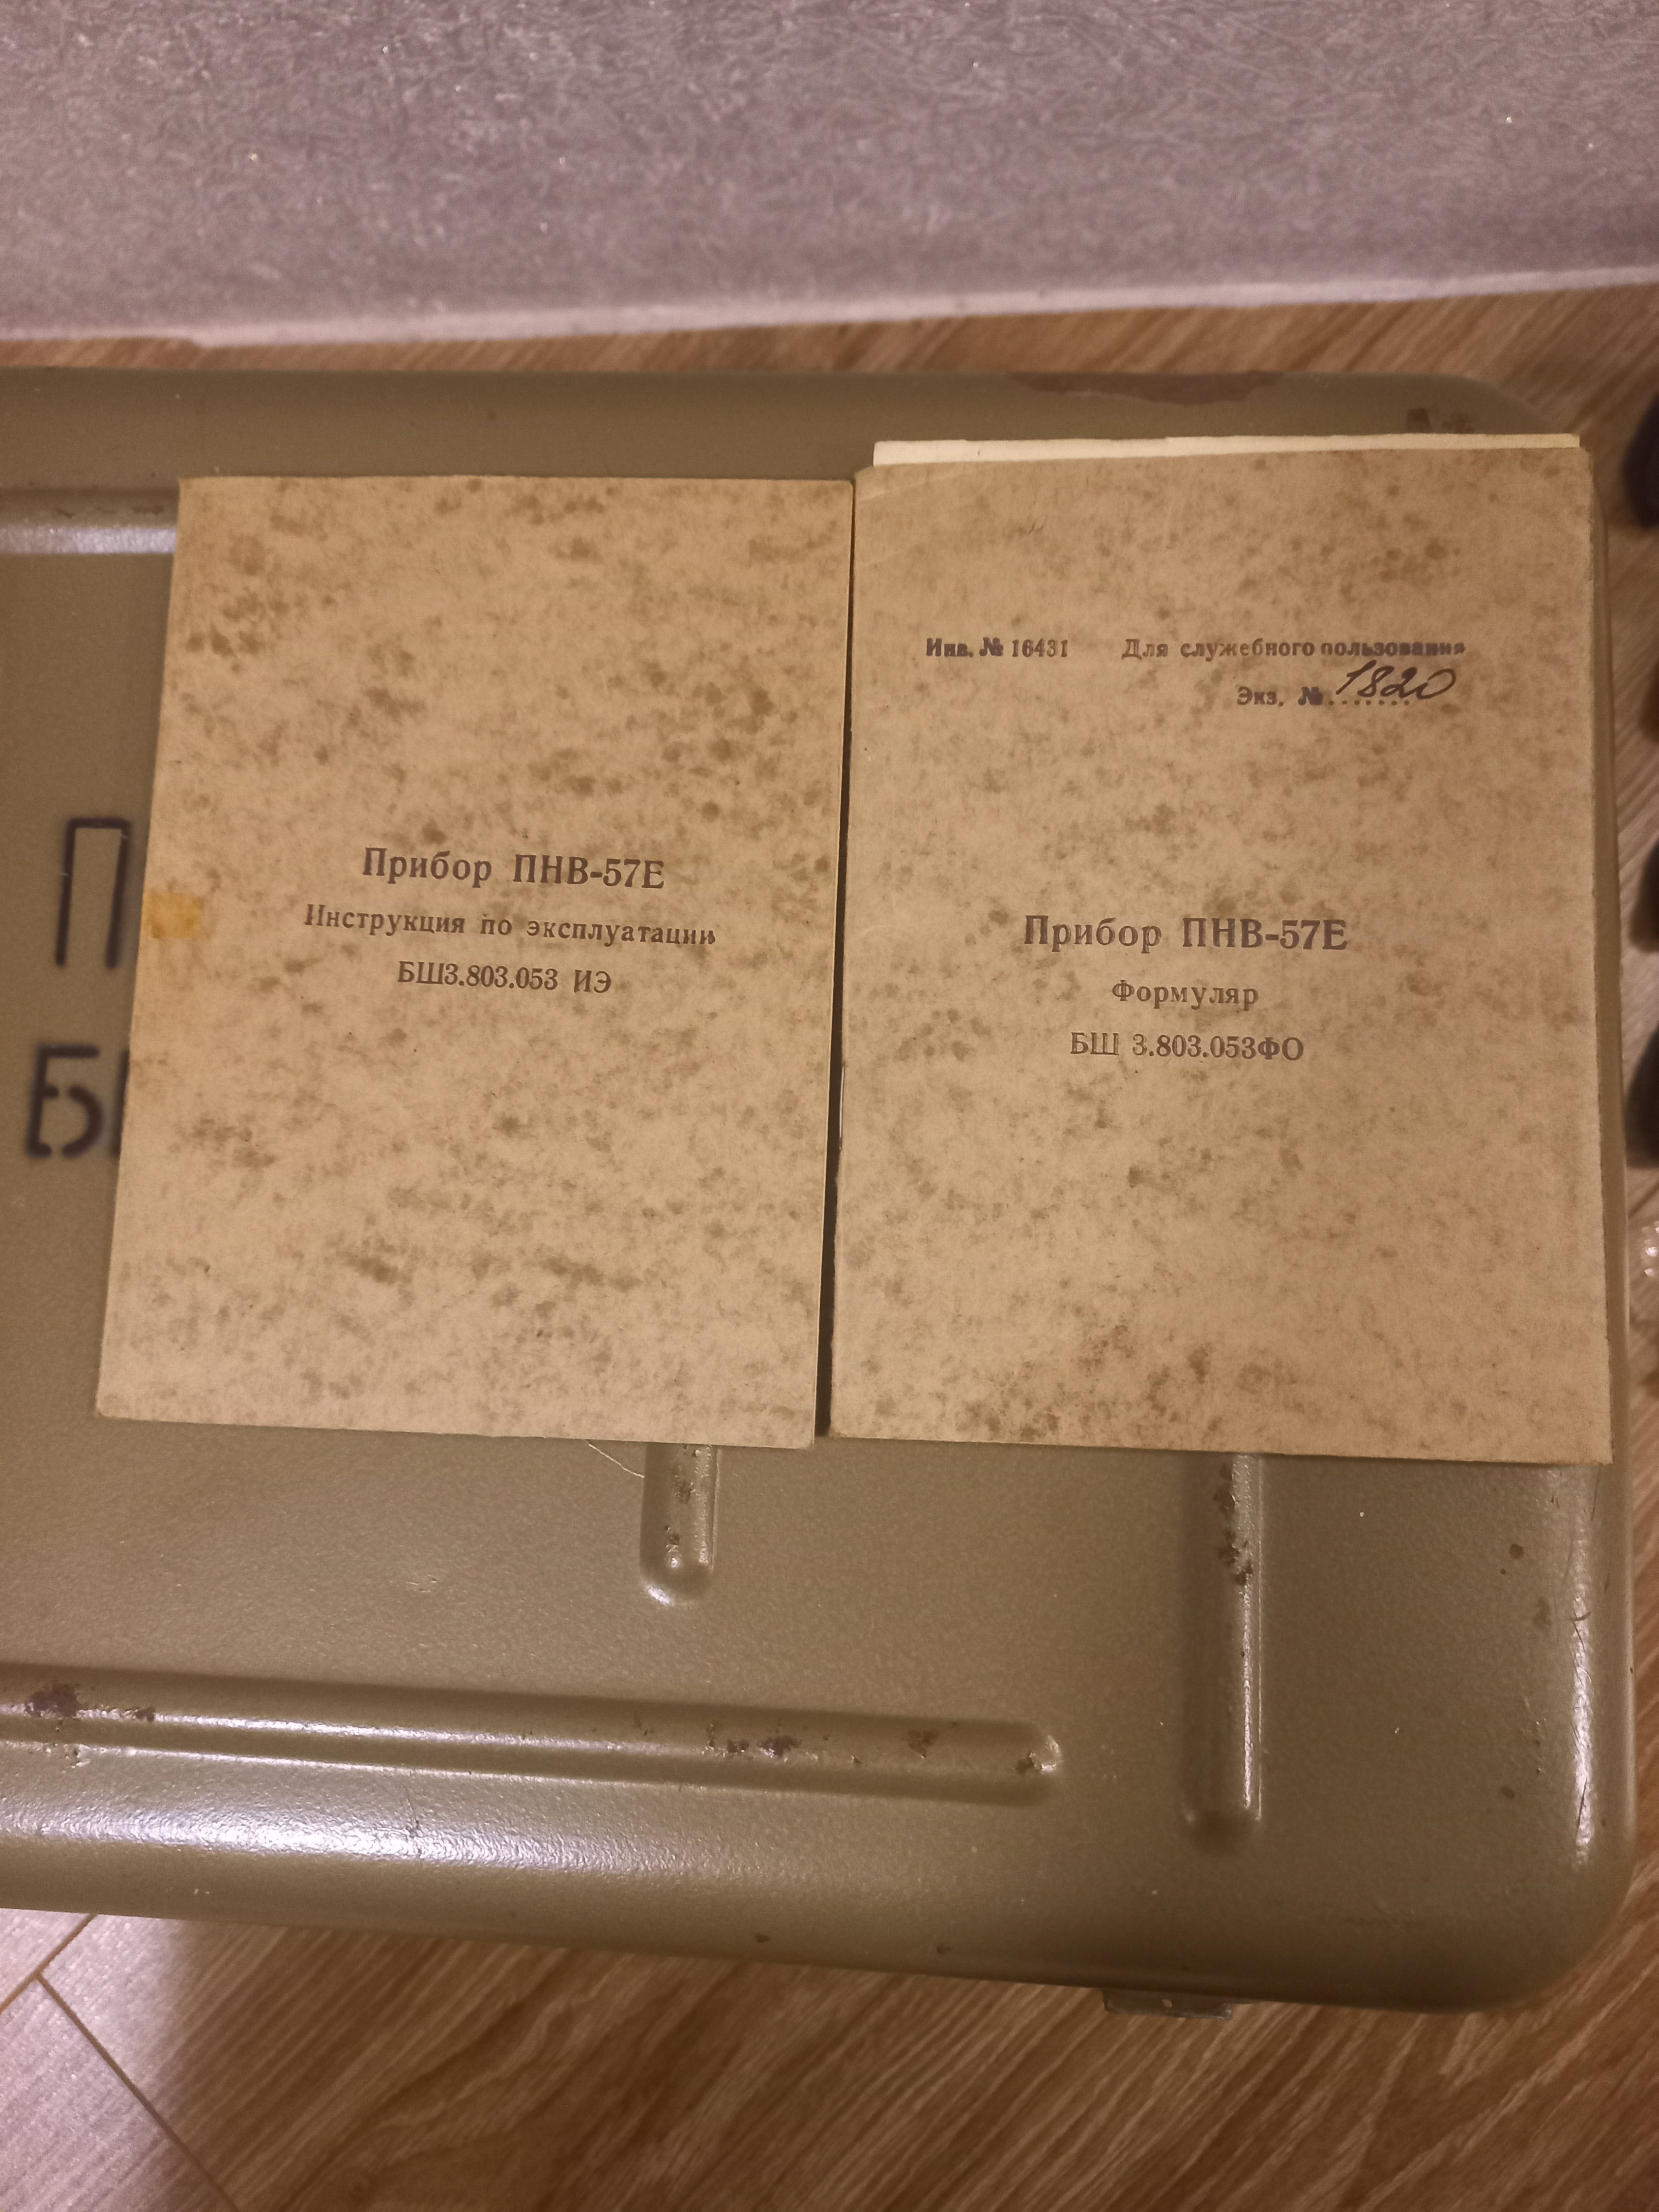 П
Б
Прибор ПНВ-57Е
Инструкция по эксплуатации
БШ3.803.053 ИЭ
Инв. № 16431 Для служебного пользования
Экз. № 1820
Прибор ПНВ-57Е
Формуляр
БШ 3.803.053ФО